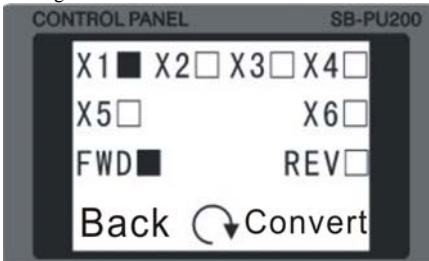 CONTROL PANEL SB-PU200
X1■ X2□ X3□ X4□
X5□ X6□
FWD■ REV□
Back Convert